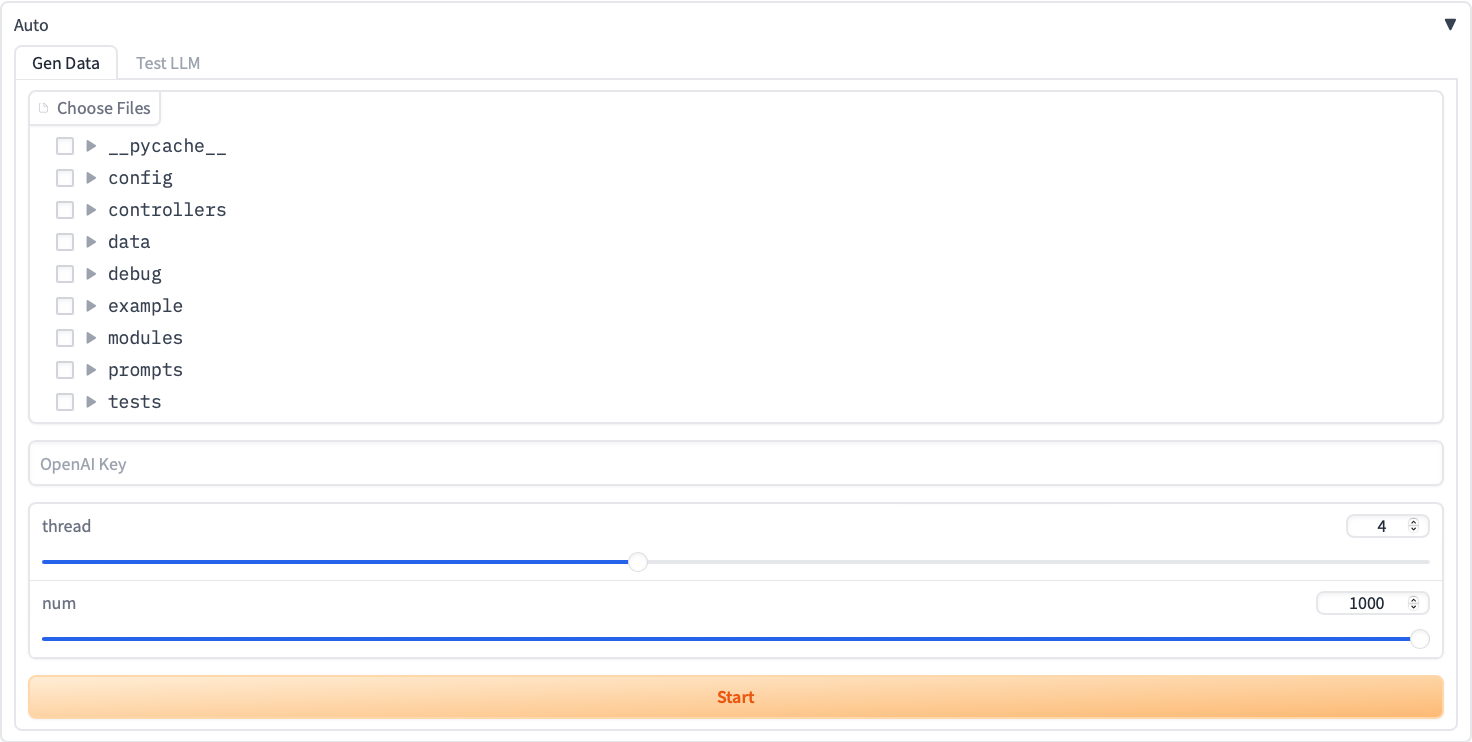 Auto
Gen Data
Test LLM
Choose Files
__pycache__
config
controllers
data
debug
example
modules
prompts
tests
OpenAI Key
thread
4
num
1000
Start